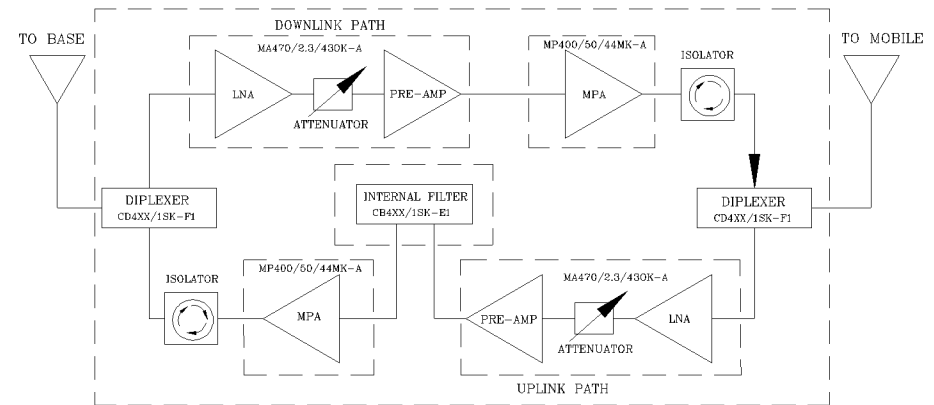 DOWNLINK PATH
TO BASE
TO MOBILE
MA470/2.3/430K-A
MP400/50/44MK-A
ISOLATOR
LNA
PRE-AMP
MPA
ATTENUATOR
DIPLEXER
CD4XX/1SK-F1
INTERNAL FILTER
CB4XX/1SK-E1
DIPLEXER
CD4XX/1SK-F1
ISOLATOR
MP400/50/44MK-A
MA470/2.3/430K-A
MPA
PRE-AMP
LNA
ATTENUATOR
UPLINK PATH